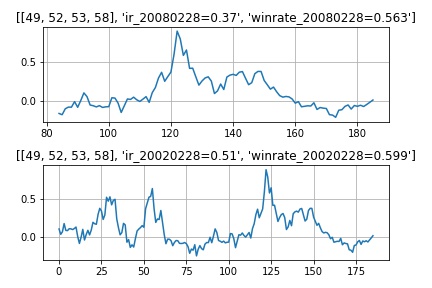 [[49, 52, 53, 58], 'ir_20080228=0.37', 'winrate_20080228=0.563']
0.5
0.0
80 100 120 140 160 180
[[49, 52, 53, 58], 'ir_20020228=0.51', 'winrate_20020228=0.599']
0.5
0.0
0 25 50 75 100 125 150 175